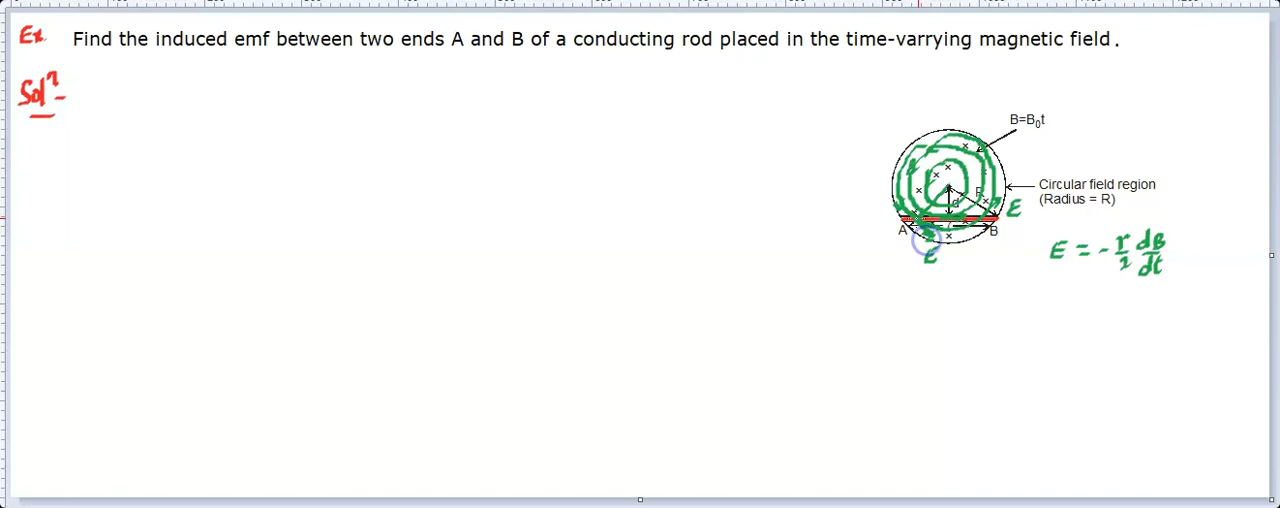 Ex Find the induced emf between two ends A and B of a conducting rod placed in the time-varrying magnetic field.
Solⁿ
B=B₀t
Circular field region
(Radius = R)
R
d
E
A
B
E
E = - r/2 dB/dt